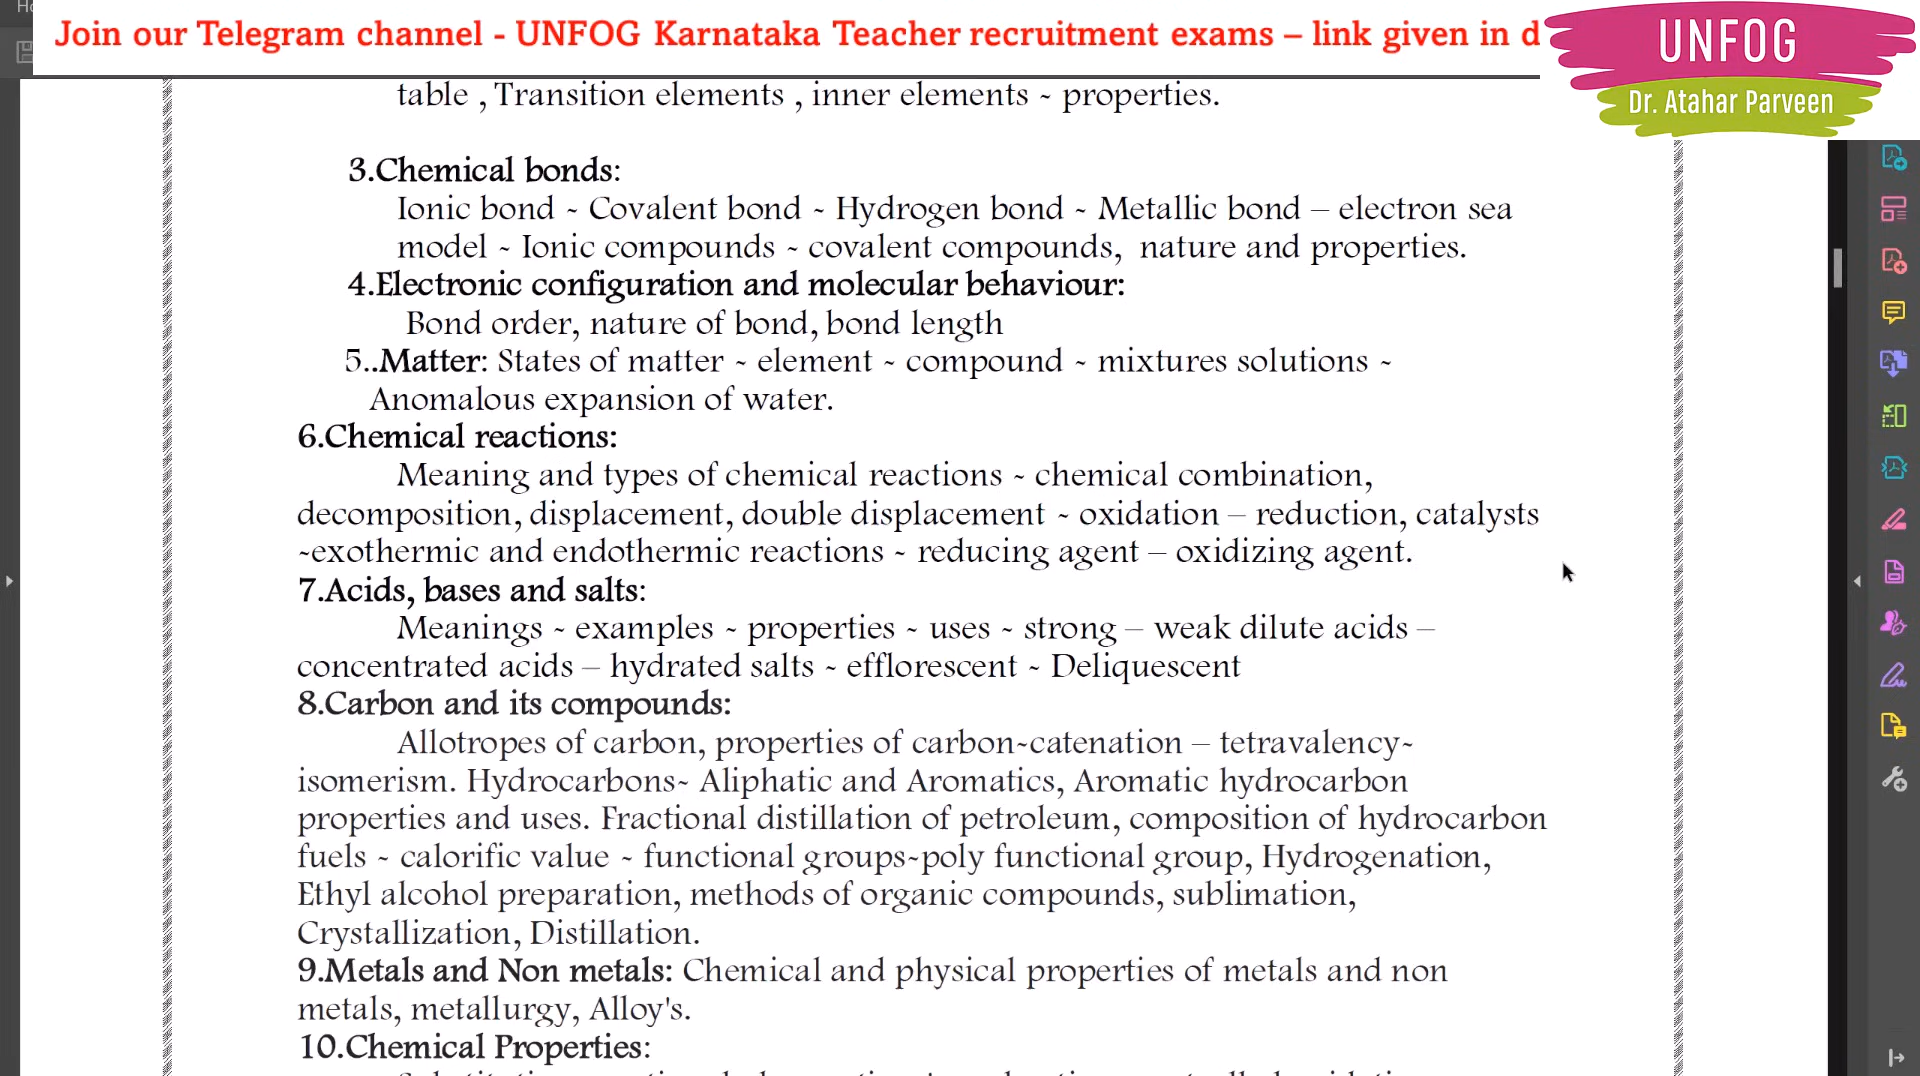 Join our Telegram channel - UNFOG Karnataka Teacher recruitment exams – link given in d
UNFOG
Dr. Atahar Parveen
table , Transition elements , inner elements ~ properties.
3.Chemical bonds:
Ionic bond ~ Covalent bond ~ Hydrogen bond ~ Metallic bond – electron sea
model ~ Ionic compounds ~ covalent compounds, nature and properties.
4.Electronic configuration and molecular behaviour:
Bond order, nature of bond, bond length
5..Matter: States of matter ~ element ~ compound ~ mixtures solutions ~
Anomalous expansion of water.
6.Chemical reactions:
Meaning and types of chemical reactions ~ chemical combination,
decomposition, displacement, double displacement ~ oxidation – reduction, catalysts
~exothermic and endothermic reactions ~ reducing agent – oxidizing agent.
7.Acids, bases and salts:
Meanings ~ examples ~ properties ~ uses ~ strong – weak dilute acids –
concentrated acids – hydrated salts ~ efflorescent ~ Deliquescent
8.Carbon and its compounds:
Allotropes of carbon, properties of carbon~catenation – tetravalency~
isomerism. Hydrocarbons~ Aliphatic and Aromatics, Aromatic hydrocarbon
properties and uses. Fractional distillation of petroleum, composition of hydrocarbon
fuels ~ calorific value ~ functional groups~poly functional group, Hydrogenation,
Ethyl alcohol preparation, methods of organic compounds, sublimation,
Crystallization, Distillation.
9.Metals and Non metals: Chemical and physical properties of metals and non
metals, metallurgy, Alloy's.
10.Chemical Properties: